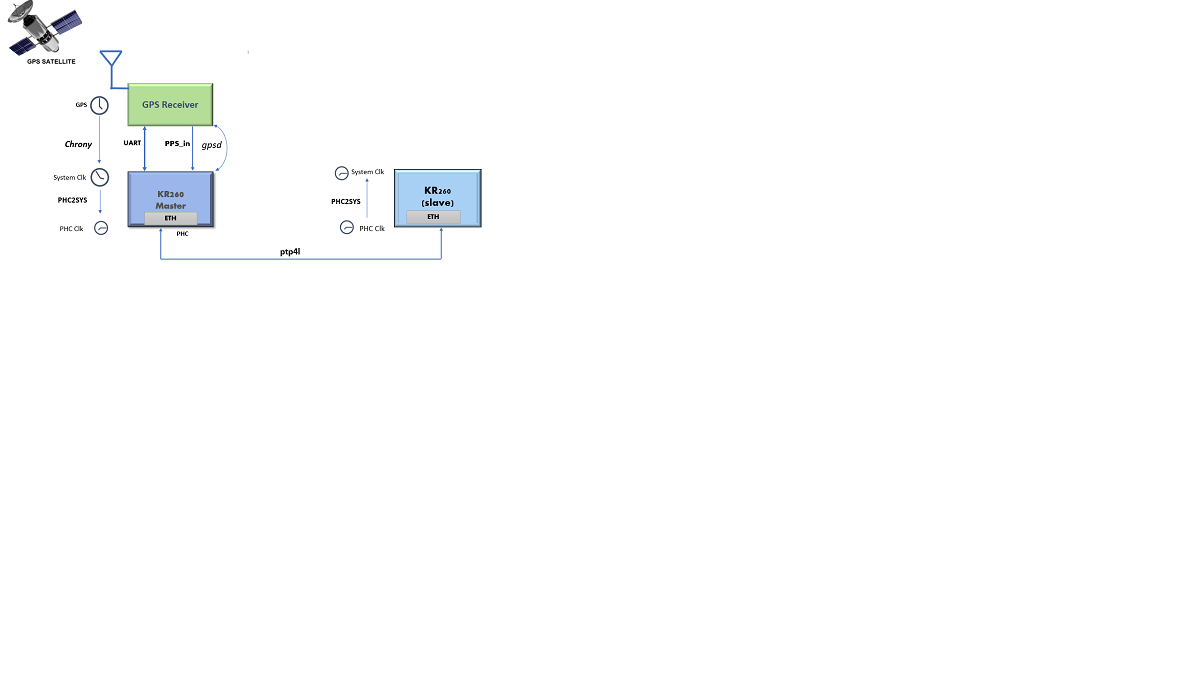 GPS SATELLITE
GPS
GPS Receiver
Chrony
UART
PPS_in
gpsd
System Clk
PHC2SYS
PHC Clk
KR260
Master
ETH
PHC
System Clk
PHC2SYS
PHC Clk
KR260
(slave)
ETH
ptp4l